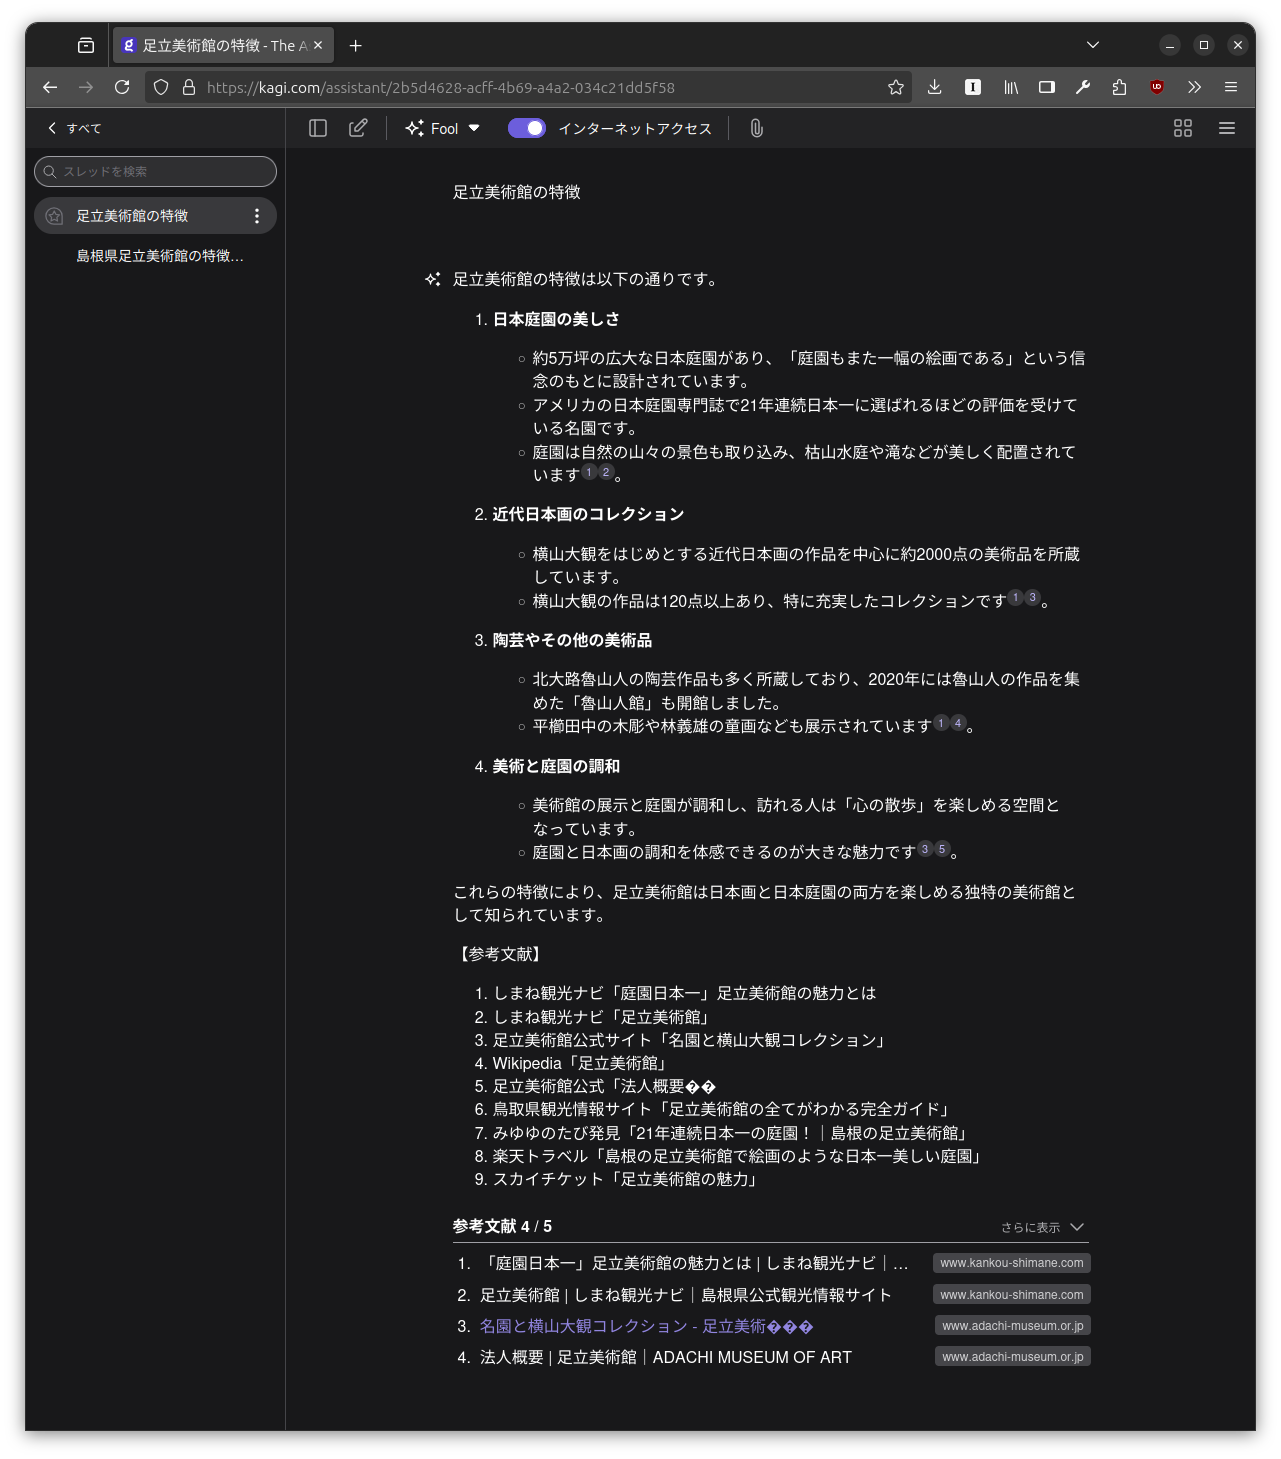 足立美術館の特徴 - The A
https://kagi.com/assistant/2b5d4628-acff-4b69-a4a2-034c21dd5f58
すべて
Fool
インターネットアクセス
スレッドを検索
足立美術館の特徴
島根県足立美術館の特徴…
足立美術館の特徴
足立美術館の特徴は以下の通りです。
1. 日本庭園の美しさ
約5万坪の広大な日本庭園があり、「庭園もまた一幅の絵画である」という信
念のもとに設計されています。
アメリカの日本庭園専門誌で21年連続日本一に選ばれるほどの評価を受けて
いる名園です。
庭園は自然の山々の景色も取り込み、枯山水庭や滝などが美しく配置されて
います 1 2 。
2. 近代日本画のコレクション
横山大観をはじめとする近代日本画の作品を中心に約2000点の美術品を所蔵
しています。
横山大観の作品は120点以上あり、特に充実したコレクションです 1 3 。
3. 陶芸やその他の美術品
北大路魯山人の陶芸作品も多く所蔵しており、2020年には魯山人の作品を集
めた「魯山人館」も開館しました。
平櫛田中の木彫や林義雄の童画なども展示されています 1 4 。
4. 美術と庭園の調和
美術館の展示と庭園が調和し、訪れる人は「心の散歩」を楽しめる空間と
なっています。
庭園と日本画の調和を体感できるのが大きな魅力です 3 5 。
これらの特徴により、足立美術館は日本画と日本庭園の両方を楽しめる独特の美術館と
して知られています。
【参考文献】
1. しまね観光ナビ「庭園日本一」足立美術館の魅力とは
2. しまね観光ナビ「足立美術館」
3. 足立美術館公式サイト「名園と横山大観コレクション」
4. Wikipedia「足立美術館」
5. 足立美術館公式「法人概要��
6. 鳥取県観光情報サイト「足立美術館の全てがわかる完全ガイド」
7. みゆゆのたび発見「21年連続日本一の庭園！｜島根の足立美術館」
8. 楽天トラベル「島根の足立美術館で絵画のような日本一美しい庭園」
9. スカイチケット「足立美術館の魅力」
参考文献 4 / 5 さらに表示
1. 「庭園日本一」足立美術館の魅力とは | しまね観光ナビ｜… www.kankou-shimane.com
2. 足立美術館 | しまね観光ナビ｜島根県公式観光情報サイト www.kankou-shimane.com
3. 名園と横山大観コレクション - 足立美術��� www.adachi-museum.or.jp
4. 法人概要 | 足立美術館｜ADACHI MUSEUM OF ART www.adachi-museum.or.jp